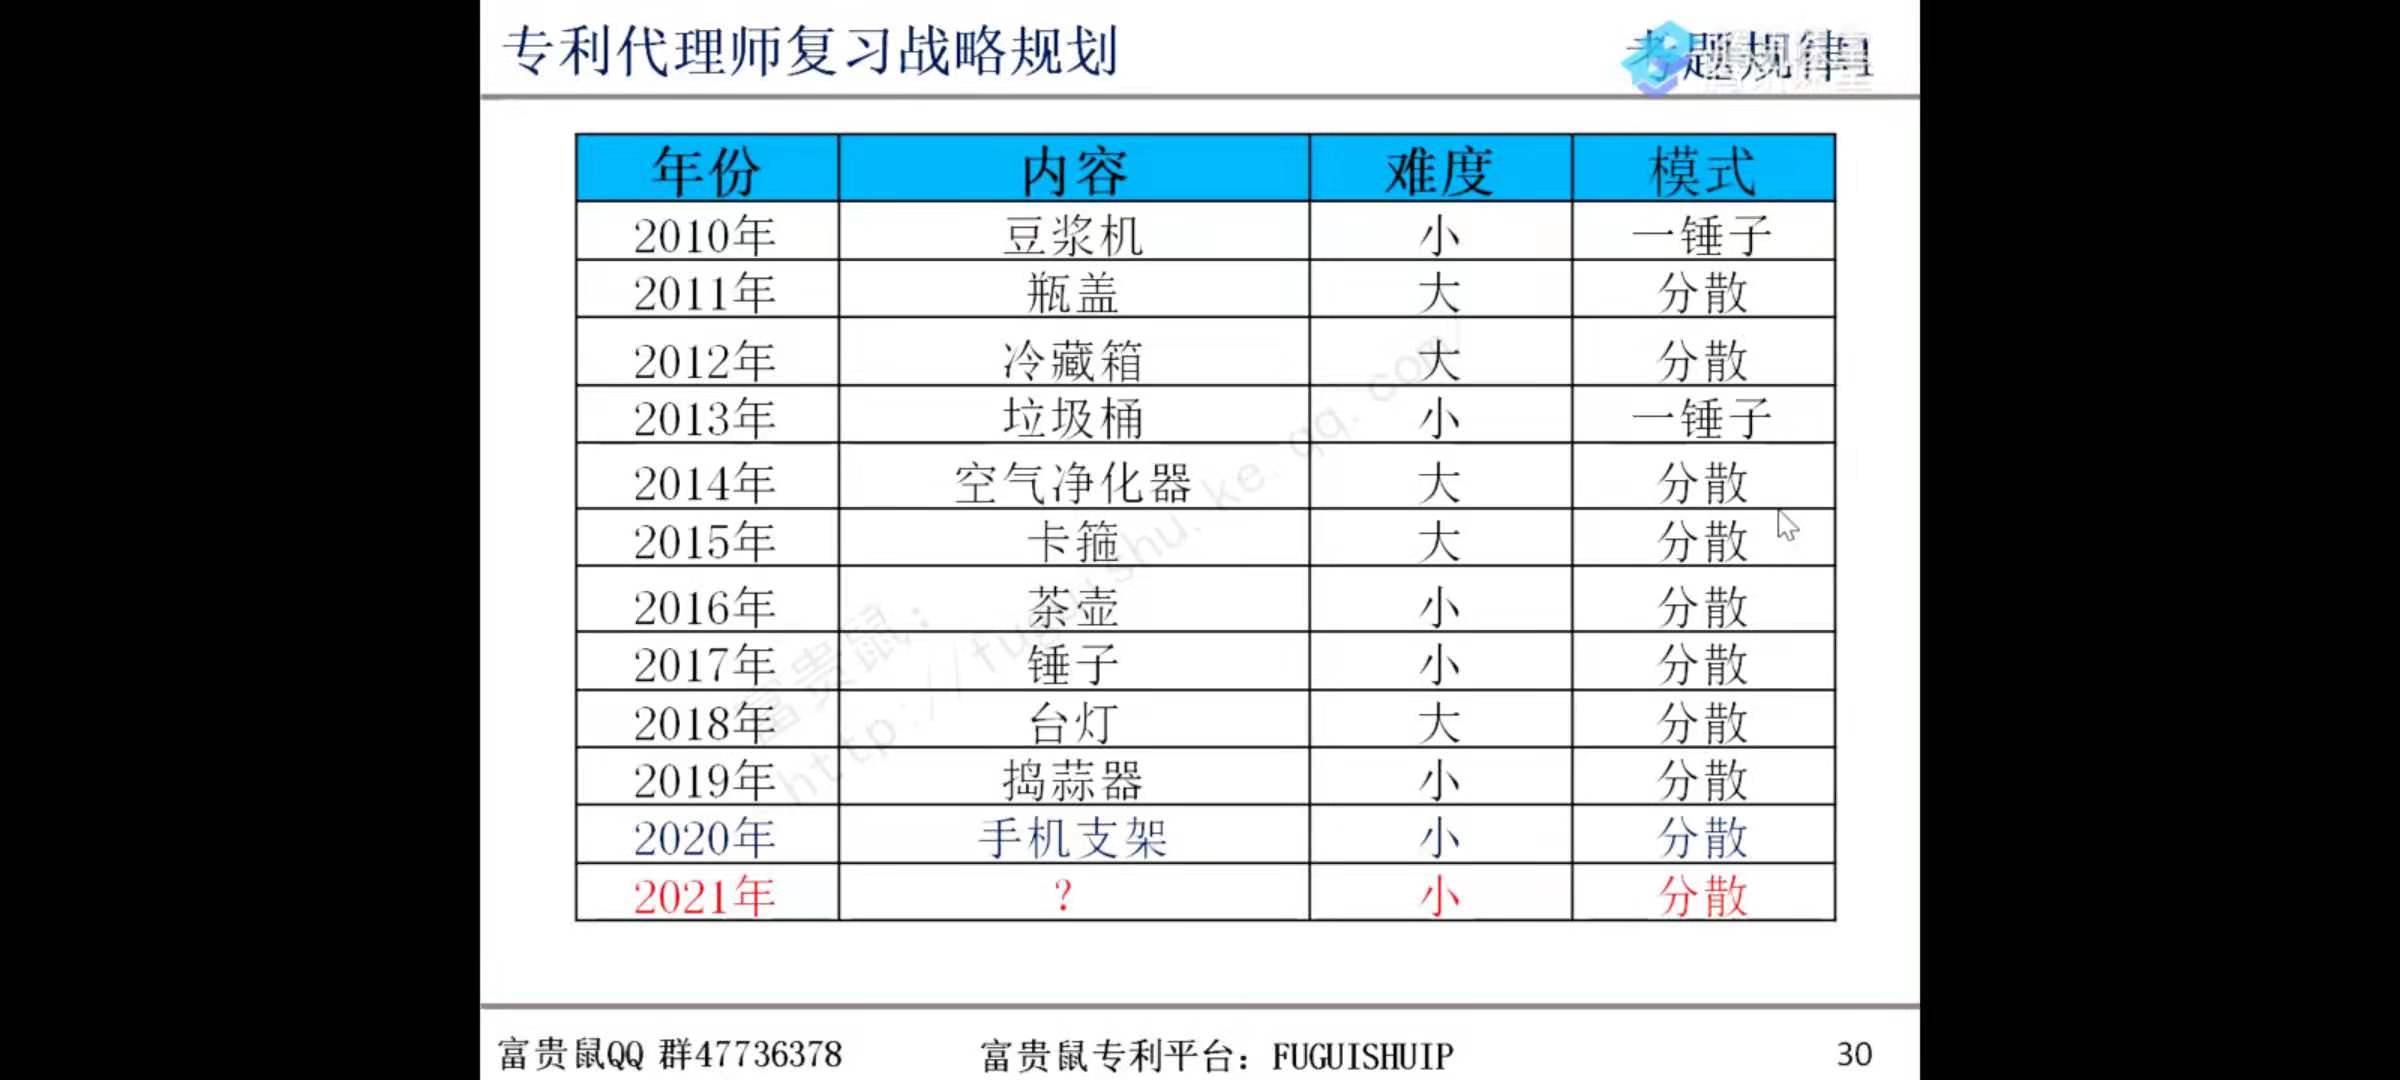 专利代理师复习战略规划
考题规律1
年份 内容 难度 模式
2010年 豆浆机 小 一锤子
2011年 瓶盖 大 分散
2012年 冷藏箱 大 分散
2013年 垃圾桶 小 一锤子
2014年 空气净化器 大 分散
2015年 卡箍 大 分散
2016年 茶壶 小 分散
2017年 锤子 小 分散
2018年 台灯 大 分散
2019年 捣蒜器 小 分散
2020年 手机支架 小 分散
2021年 ? 小 分散
富贵鼠:
http://fuguishu.ke.qq.com/
富贵鼠QQ 群47736378 富贵鼠专利平台：FUGUISHUIP 30